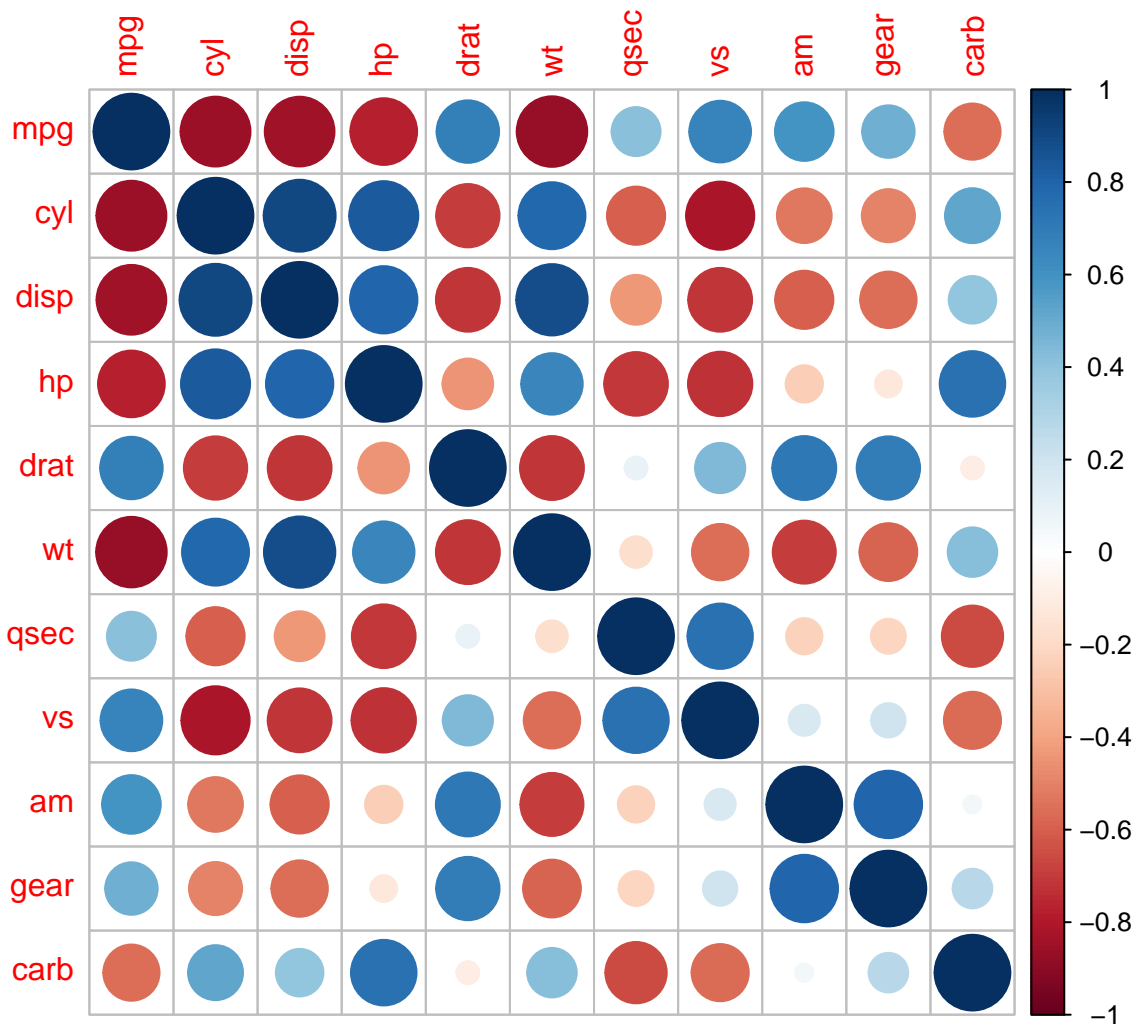 mpg cyl disp hp drat wt qsec vs am gear carb
mpg
cyl
disp
hp
drat
wt
qsec
vs
am
gear
carb
1
0.8
0.6
0.4
0.2
0
−0.2
−0.4
−0.6
−0.8
−1